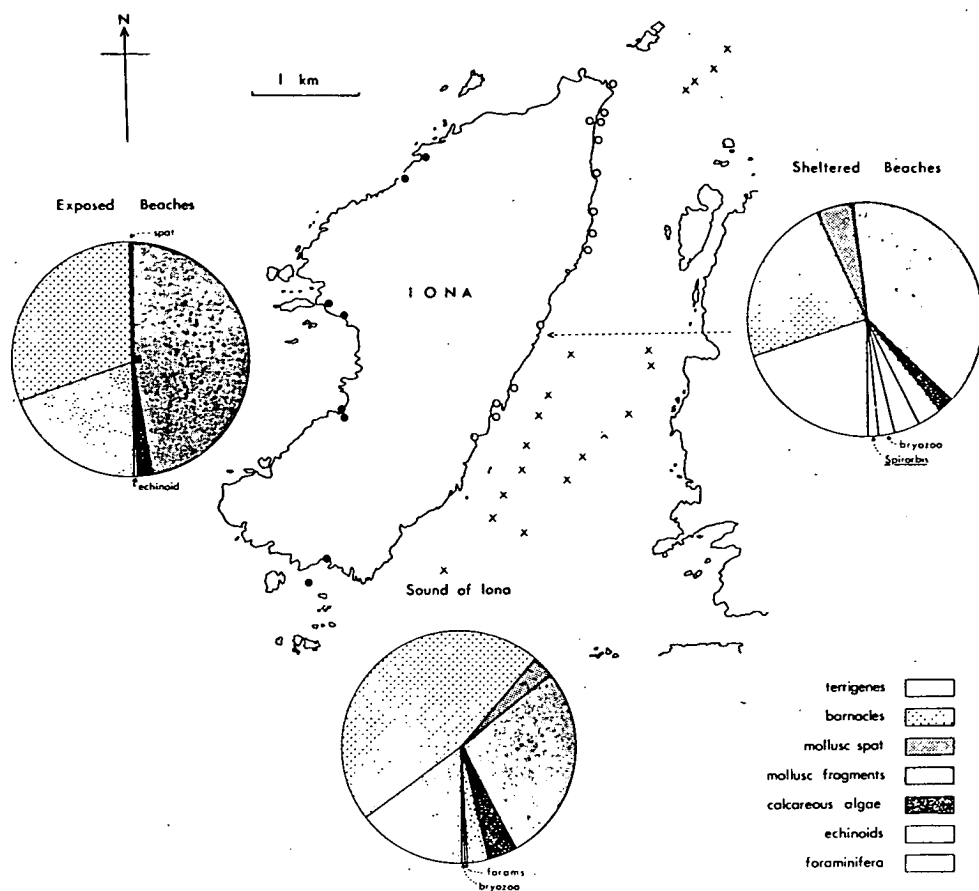 N
1 km
Exposed Beaches
spat
echinoid
IONA
Sheltered Beaches
bryozoa
Spirorbis
Sound of Iona
forams
bryozoa
terrigenes
barnacles
mollusc spat
mollusc fragments
calcareous algae
echinoids
foraminifera